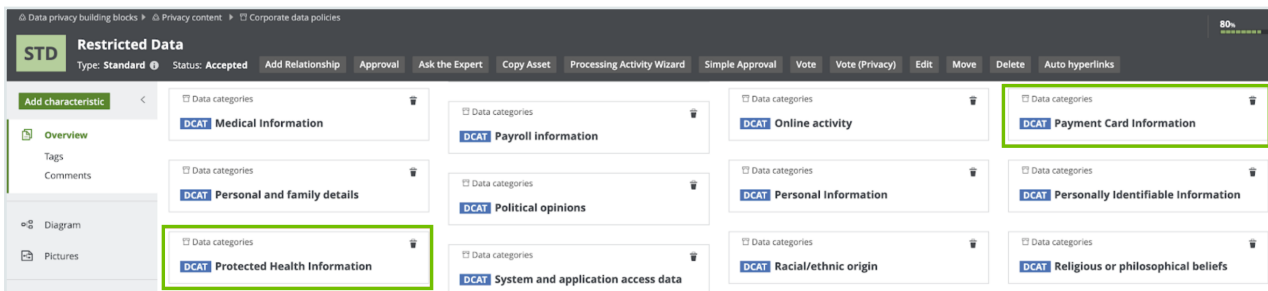 Data privacy building blocks Privacy content Corporate data policies
80%
STD
Restricted Data
Type: Standard Status: Accepted Add Relationship Approval Ask the Expert Copy Asset Processing Activity Wizard Simple Approval Vote Vote (Privacy) Edit Move Delete Auto hyperlinks
Add characteristic
Overview
Tags
Comments
Diagram
Pictures
Data categories
DCAT Medical Information
Data categories
DCAT Payroll information
Data categories
DCAT Online activity
Data categories
DCAT Payment Card Information
Data categories
DCAT Personal and family details
Data categories
DCAT Political opinions
Data categories
DCAT Personal Information
Data categories
DCAT Personally Identifiable Information
Data categories
DCAT Protected Health Information
Data categories
DCAT System and application access data
Data categories
DCAT Racial/ethnic origin
Data categories
DCAT Religious or philosophical beliefs